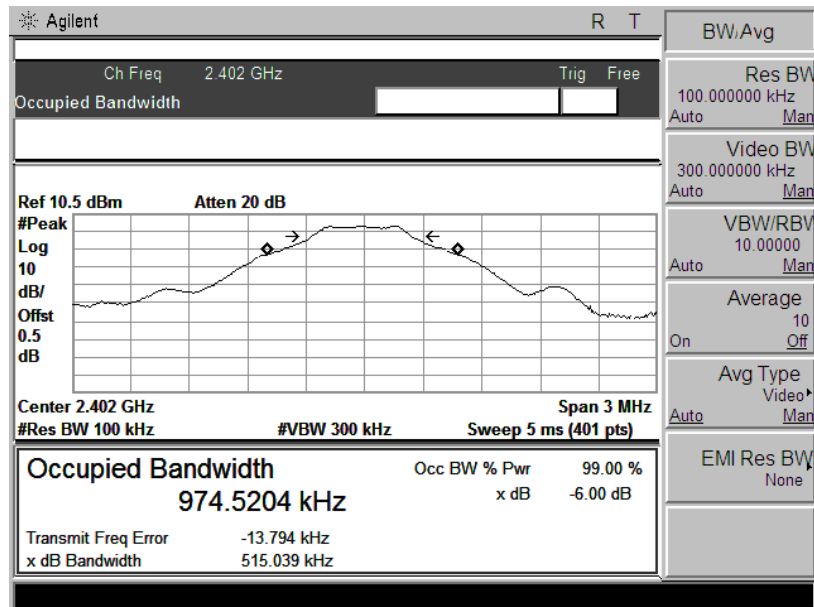 Agilent R T
Ch Freq 2.402 GHz Trig Free
Occupied Bandwidth
Ref 10.5 dBm Atten 20 dB
#Peak
Log
10
dB/
Offst
0.5
dB
Center 2.402 GHz Span 3 MHz
#Res BW 100 kHz #VBW 300 kHz Sweep 5 ms (401 pts)
Occupied Bandwidth
974.5204 kHz
Occ BW % Pwr 99.00 %
x dB -6.00 dB
Transmit Freq Error -13.794 kHz
x dB Bandwidth 515.039 kHz
BW/Avg
Res BW
100.000000 kHz
Auto Man
Video BW
300.000000 kHz
Auto Man
VBW/RBW
10.00000
Auto Man
Average
10
On Off
Avg Type
Video
Auto Man
EMI Res BW
None